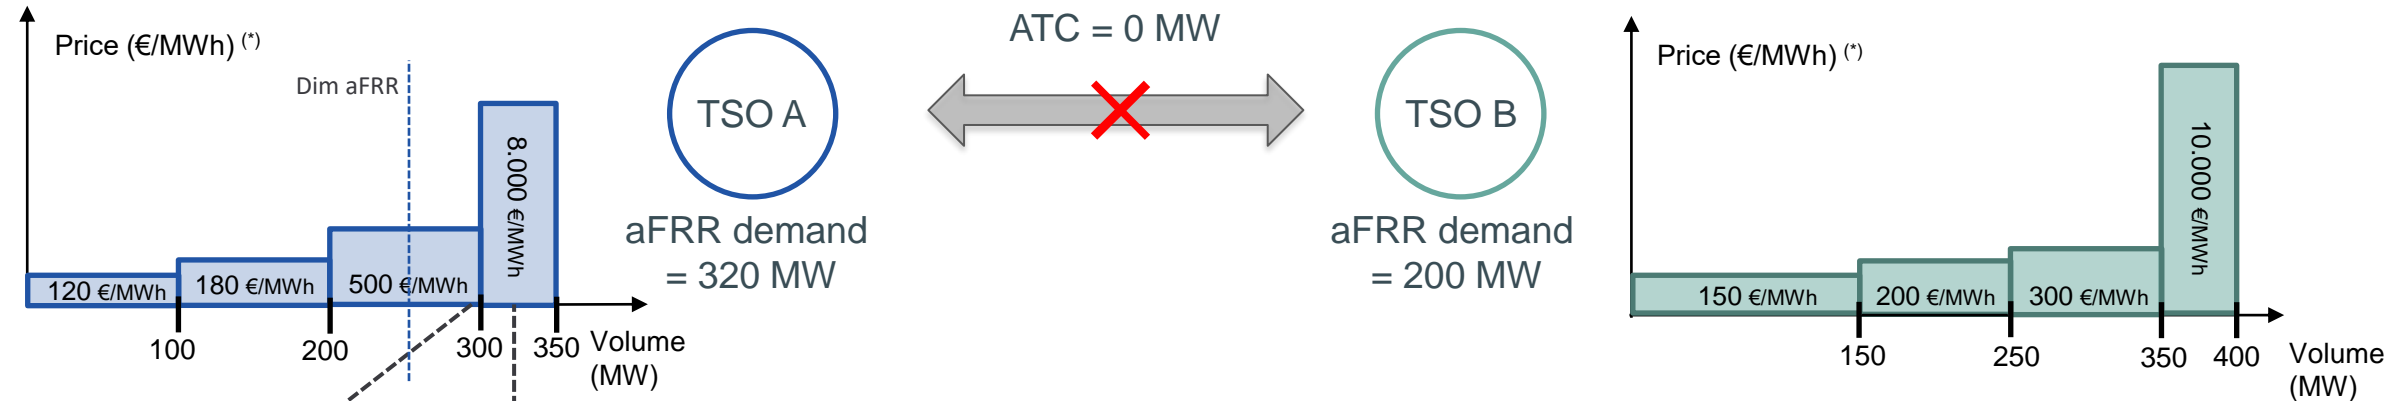 Price (€/MWh) (*)
Dim aFRR
120 €/MWh
180 €/MWh
500 €/MWh
8.000 €/MWh
100
200
300
350
Volume
(MW)
TSO A
aFRR demand
= 320 MW
ATC = 0 MW
TSO B
aFRR demand
= 200 MW
Price (€/MWh) (*)
150 €/MWh
200 €/MWh
300 €/MWh
10.000 €/MWh
150
250
350
400
Volume
(MW)